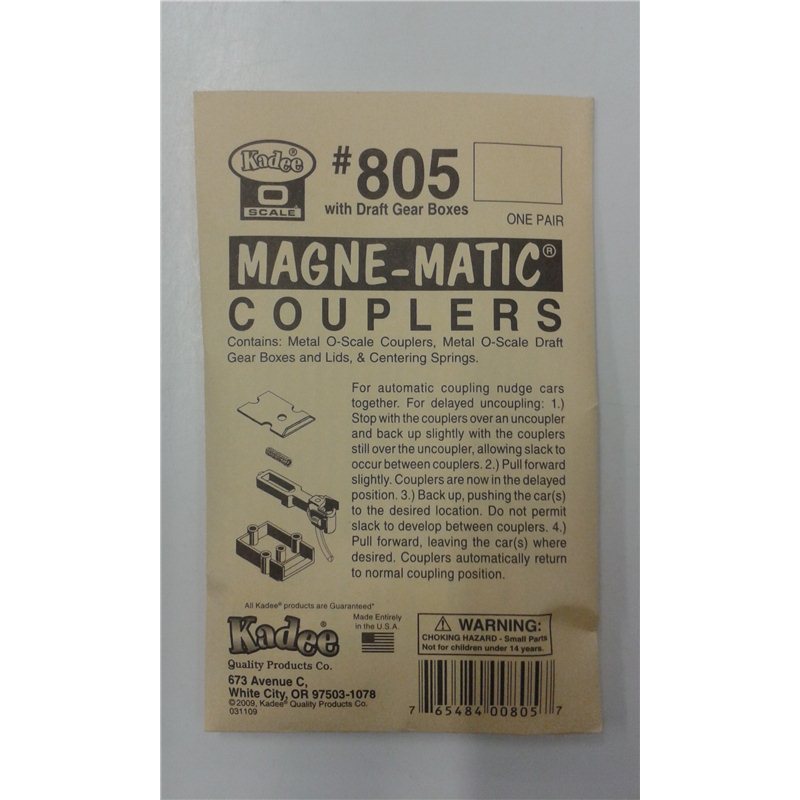 Kadee®
O
SCALE®
#805
with Draft Gear Boxes
ONE PAIR
MAGNE-MATIC®
COUPLERS
Contains: Metal O-Scale Couplers, Metal O-Scale Draft
Gear Boxes and Lids, & Centering Springs.
For automatic coupling nudge cars
together. For delayed uncoupling: 1.)
Stop with the couplers over an uncoupler
and back up slightly with the couplers
still over the uncoupler, allowing slack to
occur between couplers. 2.) Pull forward
slightly. Couplers are now in the delayed
position. 3.) Back up, pushing the car(s)
to the desired location. Do not permit
slack to develop between couplers. 4.)
Pull forward, leaving the car(s) where
desired. Couplers automatically return
to normal coupling position.
All Kadee® products are Guaranteed"
Kadee®
Quality Products Co.
673 Avenue C,
White City, OR 97503-1078
©2009, Kadee® Quality Products Co.
031109
Made Entirely
in the U.S.A.
⚠ WARNING:
CHOKING HAZARD - Small Parts
Not for children under 14 years.
7 65484 00805 7